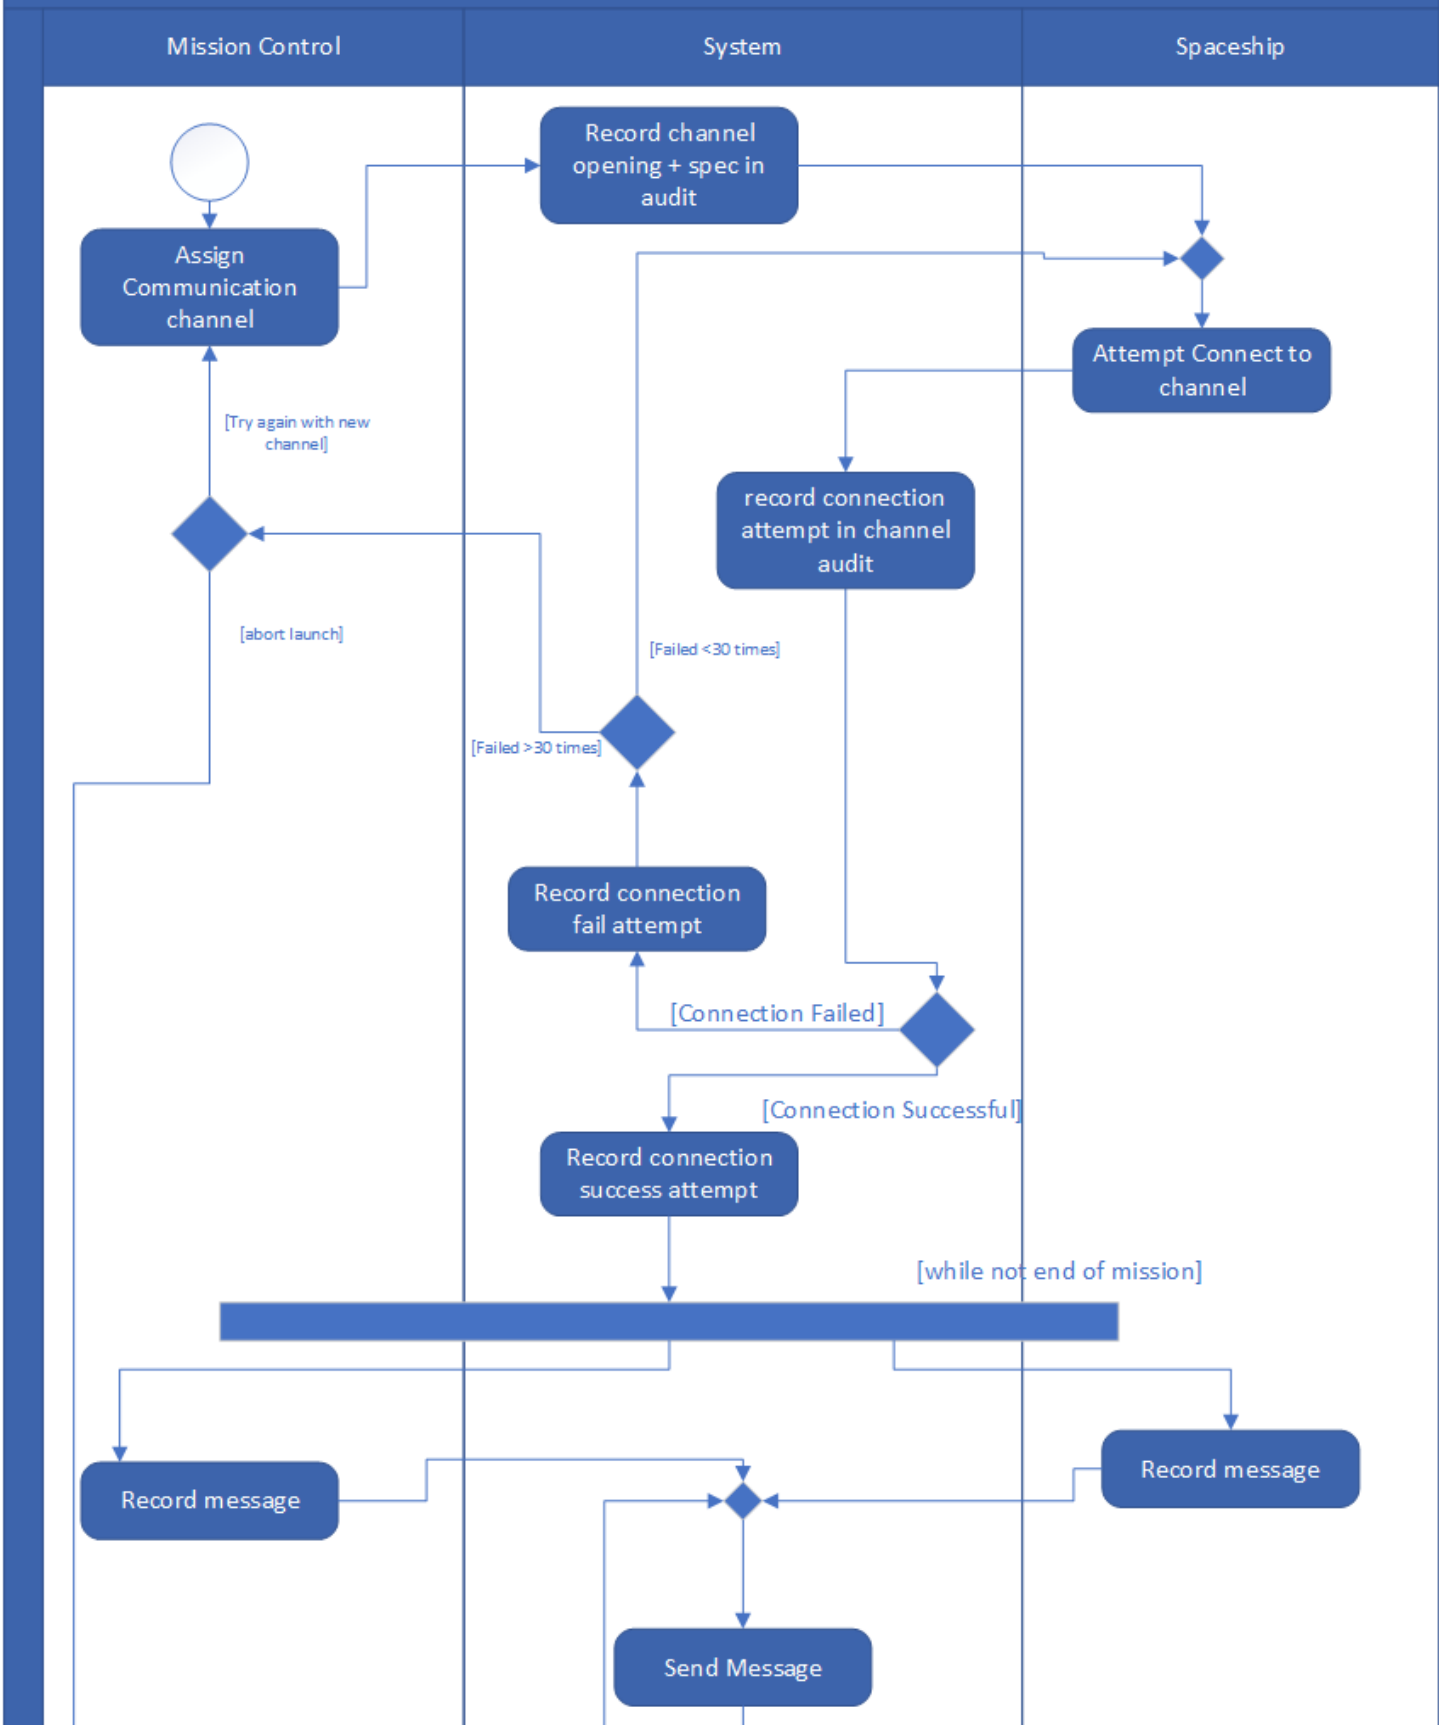 Mission Control
System
Spaceship
Record channel
opening + spec in
audit
Assign
Communication
channel
Attempt Connect to
channel
[Try again with new
channel]
record connection
attempt in channel
audit
[abort launch]
[Failed <30 times]
[Failed >30 times]
Record connection
fail attempt
[Connection Failed]
[Connection Successful]
Record connection
success attempt
[while not end of mission]
Record message
Record message
Send Message